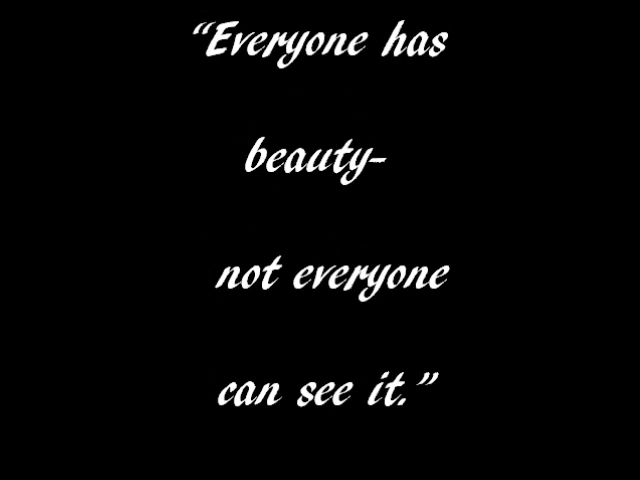 “Everyone has
beauty-
not everyone
can see it.”